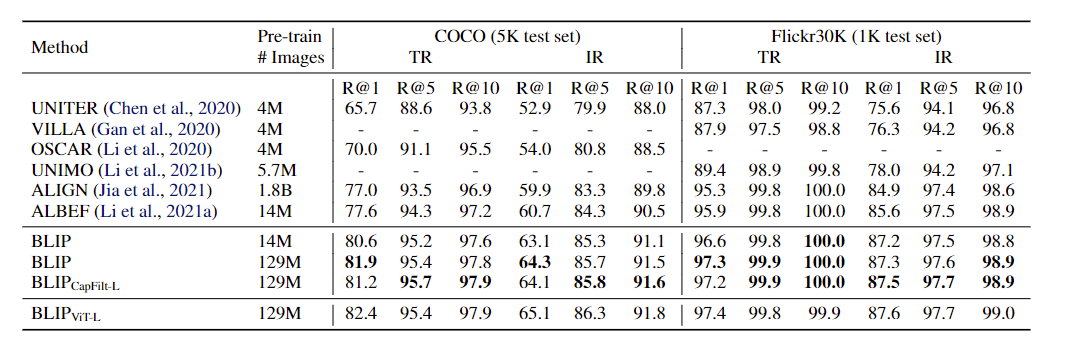 Method Pre-train # Images COCO (5K test set) Flickr30K (1K test set)
TR IR TR IR
R@1 R@5 R@10 R@1 R@5 R@10 R@1 R@5 R@10 R@1 R@5 R@10
UNITER (Chen et al., 2020) 4M 65.7 88.6 93.8 52.9 79.9 88.0 87.3 98.0 99.2 75.6 94.1 96.8
VILLA (Gan et al., 2020) 4M - - - - - - 87.9 97.5 98.8 76.3 94.2 96.8
OSCAR (Li et al., 2020) 4M 70.0 91.1 95.5 54.0 80.8 88.5 - - - - - -
UNIMO (Li et al., 2021b) 5.7M - - - - - - 89.4 98.9 99.8 78.0 94.2 97.1
ALIGN (Jia et al., 2021) 1.8B 77.0 93.5 96.9 59.9 83.3 89.8 95.3 99.8 100.0 84.9 97.4 98.6
ALBEF (Li et al., 2021a) 14M 77.6 94.3 97.2 60.7 84.3 90.5 95.9 99.8 100.0 85.6 97.5 98.9
BLIP 14M 80.6 95.2 97.6 63.1 85.3 91.1 96.6 99.8 100.0 87.2 97.5 98.8
BLIP 129M 81.9 95.4 97.8 64.3 85.7 91.5 97.3 99.9 100.0 87.3 97.6 98.9
BLIPCapFilt-L 129M 81.2 95.7 97.9 64.1 85.8 91.6 97.2 99.9 100.0 87.5 97.7 98.9
BLIPViT-L 129M 82.4 95.4 97.9 65.1 86.3 91.8 97.4 99.8 99.9 87.6 97.7 99.0